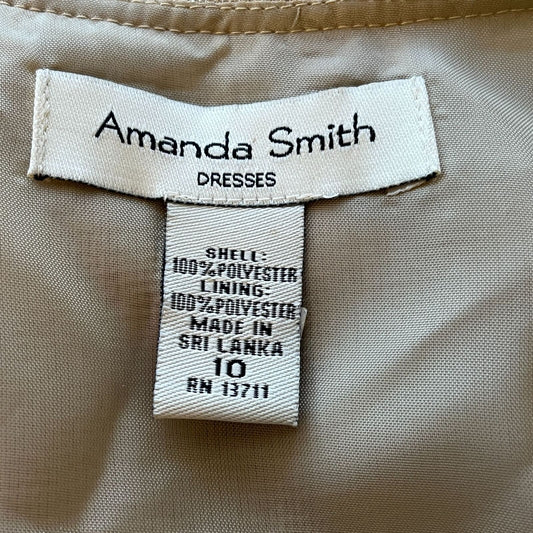 Amanda Smith
DRESSES
SHELL:
100%POLYESTER
LINING:
100%POLYESTER
MADE IN
SRI LANKA
10
RN 13711